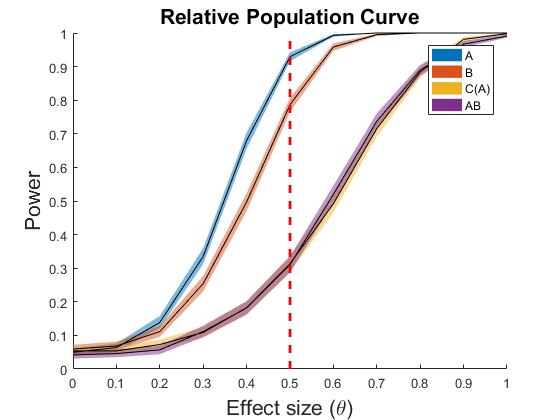 Relative Population Curve
1
0.9
0.8
0.7
0.6
0.5
0.4
0.3
0.2
0.1
0
Power
A
B
C(A)
AB
0 0.1 0.2 0.3 0.4 0.5 0.6 0.7 0.8 0.9 1
Effect size (θ)